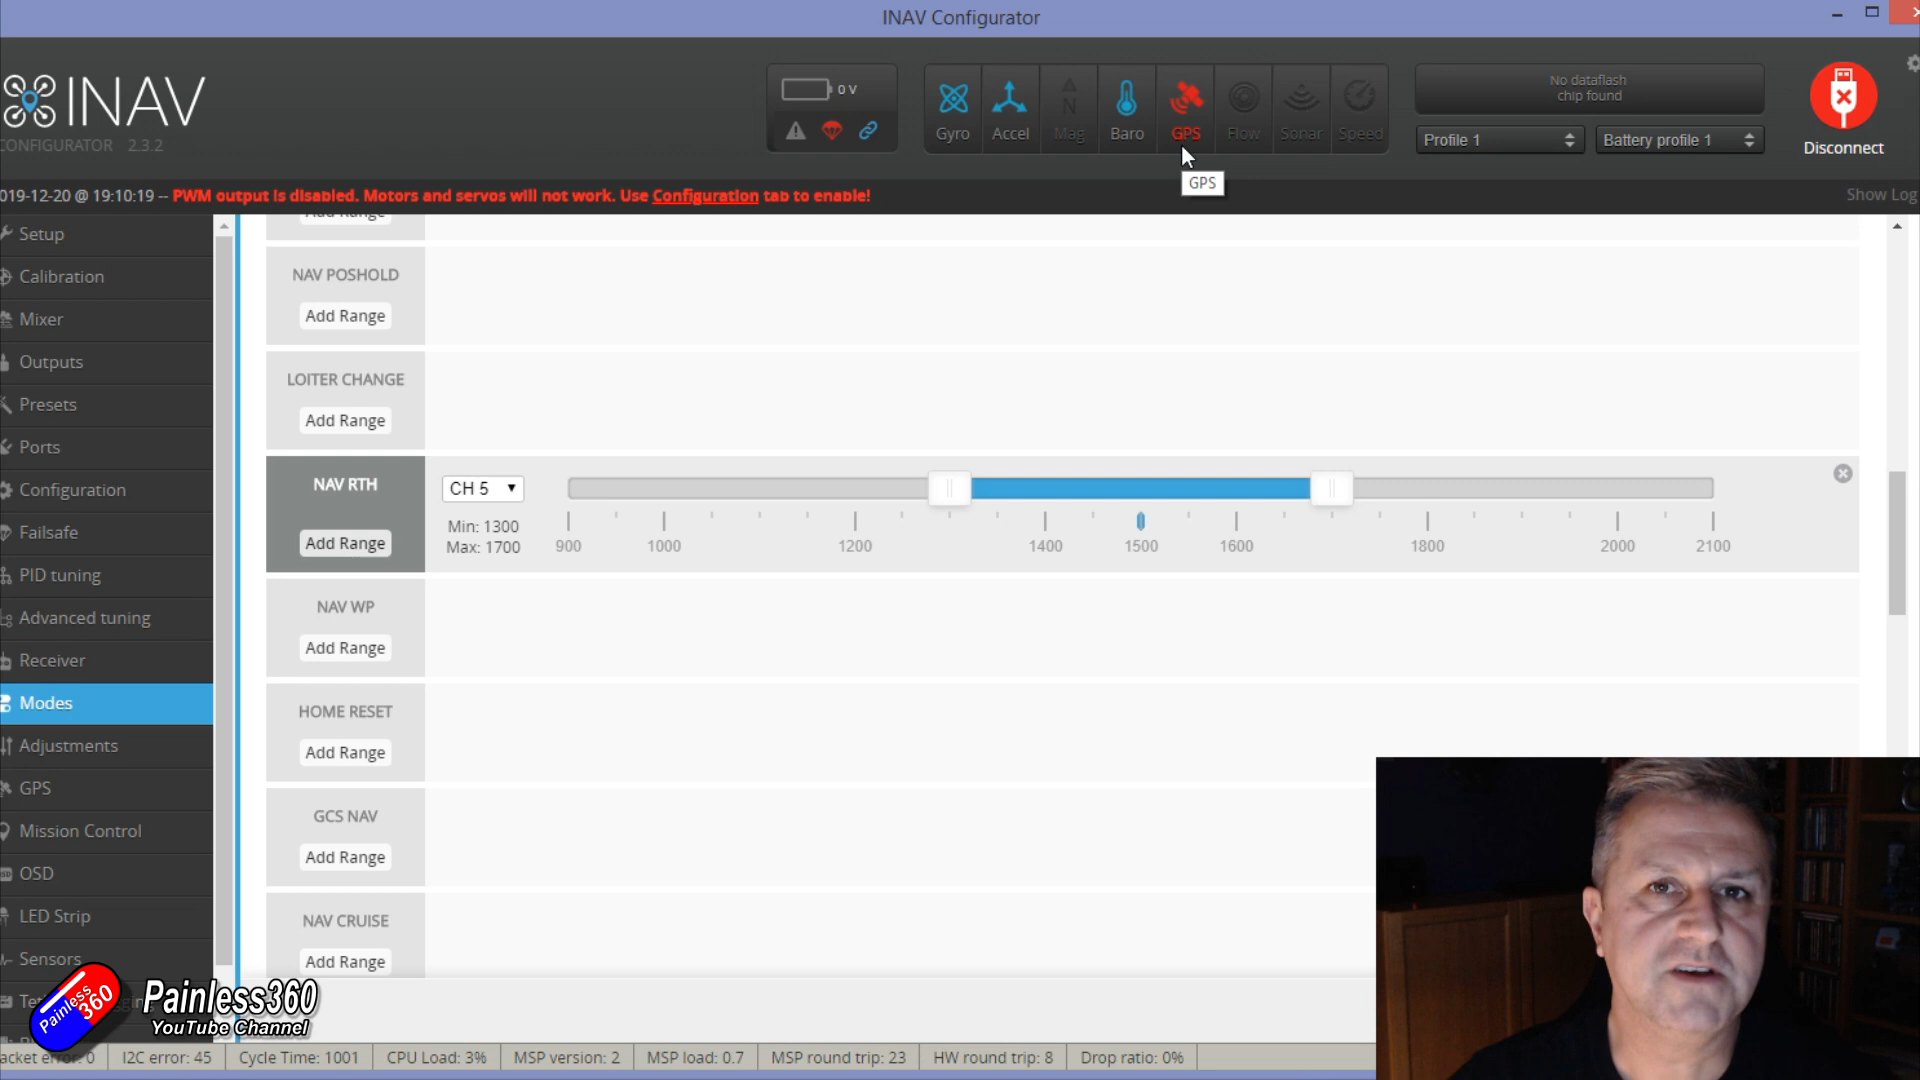 INAV Configurator
INAV
CONFIGURATOR 2.3.2
0 V
Gyro
Accel
Mag
Baro
GPS
Flow
Sonar
Speed
No dataflash
chip found
Profile 1
Battery profile 1
Disconnect
GPS
019-12-20 @ 19:10:19 -- PWM output is disabled. Motors and servos will not work. Use Configuration tab to enable!
Show Log
Setup
Calibration
Mixer
Outputs
Presets
Ports
Configuration
Failsafe
PID tuning
Advanced tuning
Receiver
Modes
Adjustments
GPS
Mission Control
OSD
LED Strip
Sensors
Add Range
NAV POSHOLD
Add Range
LOITER CHANGE
Add Range
NAV RTH
Add Range
CH 5
Min: 1300
Max: 1700
900 1000 1200 1400 1500 1600 1800 2000 2100
NAV WP
Add Range
HOME RESET
Add Range
GCS NAV
Add Range
NAV CRUISE
Add Range
Painless
360
Painless360
YouTube Channel
acket error: 0
I2C error: 45
Cycle Time: 1001
CPU Load: 3%
MSP version: 2
MSP load: 0.7
MSP round trip: 23
HW round trip: 8
Drop ratio: 0%